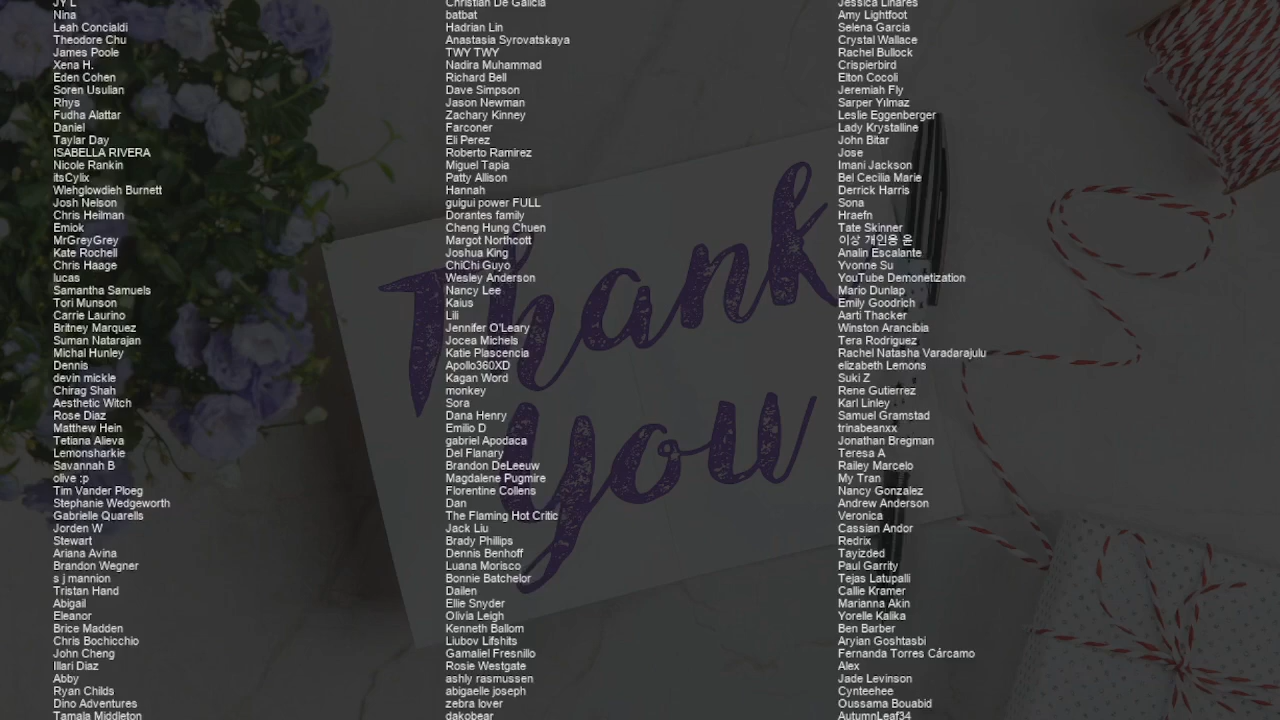 JY L
Nina
Leah Concialdi
Theodore Chu
James Poole
Xena H.
Eden Cohen
Soren Usulian
Rhys
Fudha Alattar
Daniel
Taylar Day
ISABELLA RIVERA
Nicole Rankin
itsCylix
Wiehglowdieh Burnett
Josh Nelson
Chris Heilman
Emick
MrGreyGrey
Kate Rochell
Chris Haage
lucas
Samantha Samuels
Tori Munson
Carrie Laurino
Britney Marquez
Suman Natarajan
Michal Hunley
Dennis
devin mickle
Chirag Shah
Aesthetic Witch
Rose Diaz
Matthew Hein
Tetiana Alieva
Lemonsharkie
Savannah B
olive :p
Tim Vander Ploeg
Stephanie Wedgeworth
Gabrielle Quarells
Jorden W
Stewart
Ariana Avina
Brandon Wegner
s j mannion
Tristan Hand
Abigail
Eleanor
Brice Madden
Chris Bochicchio
John Cheng
Illari Diaz
Abby
Ryan Childs
Dino Adventures
Tamala Middleton
Christian De Galicia
batbat
Hadrian Lin
Anastasia Syrovatskaya
TWY TWY
Nadira Muhammad
Richard Bell
Dave Simpson
Jason Newman
Zachary Kinney
Farconer
Eli Perez
Roberto Ramirez
Miguel Tapia
Patty Allison
Hannah
guigui power FULL
Dorantes family
Cheng Hung Chuen
Margot Northcott
Joshua King
ChiChi Guyo
Wesley Anderson
Nancy Lee
Kaius
Lili
Jennifer O'Leary
Jocea Michels
Katie Plascencia
Apollo360XD
Kagan Word
monkey
Sora
Dana Henry
Emilio D
gabriel Apodaca
Del Flanary
Brandon DeLeeuw
Magdalene Pugmire
Florentine Collens
Dan
The Flaming Hot Critic
Jack Liu
Brady Phillips
Dennis Benhoff
Luana Morisco
Bonnie Batchelor
Dailen
Ellie Snyder
Olivia Leigh
Kenneth Ballom
Liubov Lifshits
Gamaliel Fresnillo
Rosie Westgate
ashly rasmussen
abigaelle joseph
zebra lover
dakobear
Jessica Linares
Amy Lightfoot
Selena Garcia
Crystal Wallace
Rachel Bullock
Crispierbird
Elton Cocoli
Jeremiah Fly
Sarper Yılmaz
Leslie Eggenberger
Lady Krystalline
John Bitar
Jose
Imani Jackson
Bel Cecilia Marie
Derrick Harris
Sona
Hraefn
Tate Skinner
이상 개인용 윤
Analin Escalante
Yvonne Su
YouTube Demonetization
Mario Dunlap
Emily Goodrich
Aarti Thacker
Winston Arancibia
Tera Rodriguez
Rachel Natasha Varadarajulu
elizabeth Lemons
Suki Z
Rene Gutierrez
Karl Linley
Samuel Gramstad
trinabeanxx
Jonathan Bregman
Teresa A
Railey Marcelo
My Tran
Nancy Gonzalez
Andrew Anderson
Veronica
Cassian Andor
Redrix
Tayizded
Paul Garrity
Tejas Latupalli
Callie Kramer
Marianna Akin
Yorelle Kalika
Ben Barber
Aryian Goshtasbi
Fernanda Torres Cárcamo
Alex
Jade Levinson
Cynteehee
Oussama Bouabid
AutumnLeaf34
Thank
You